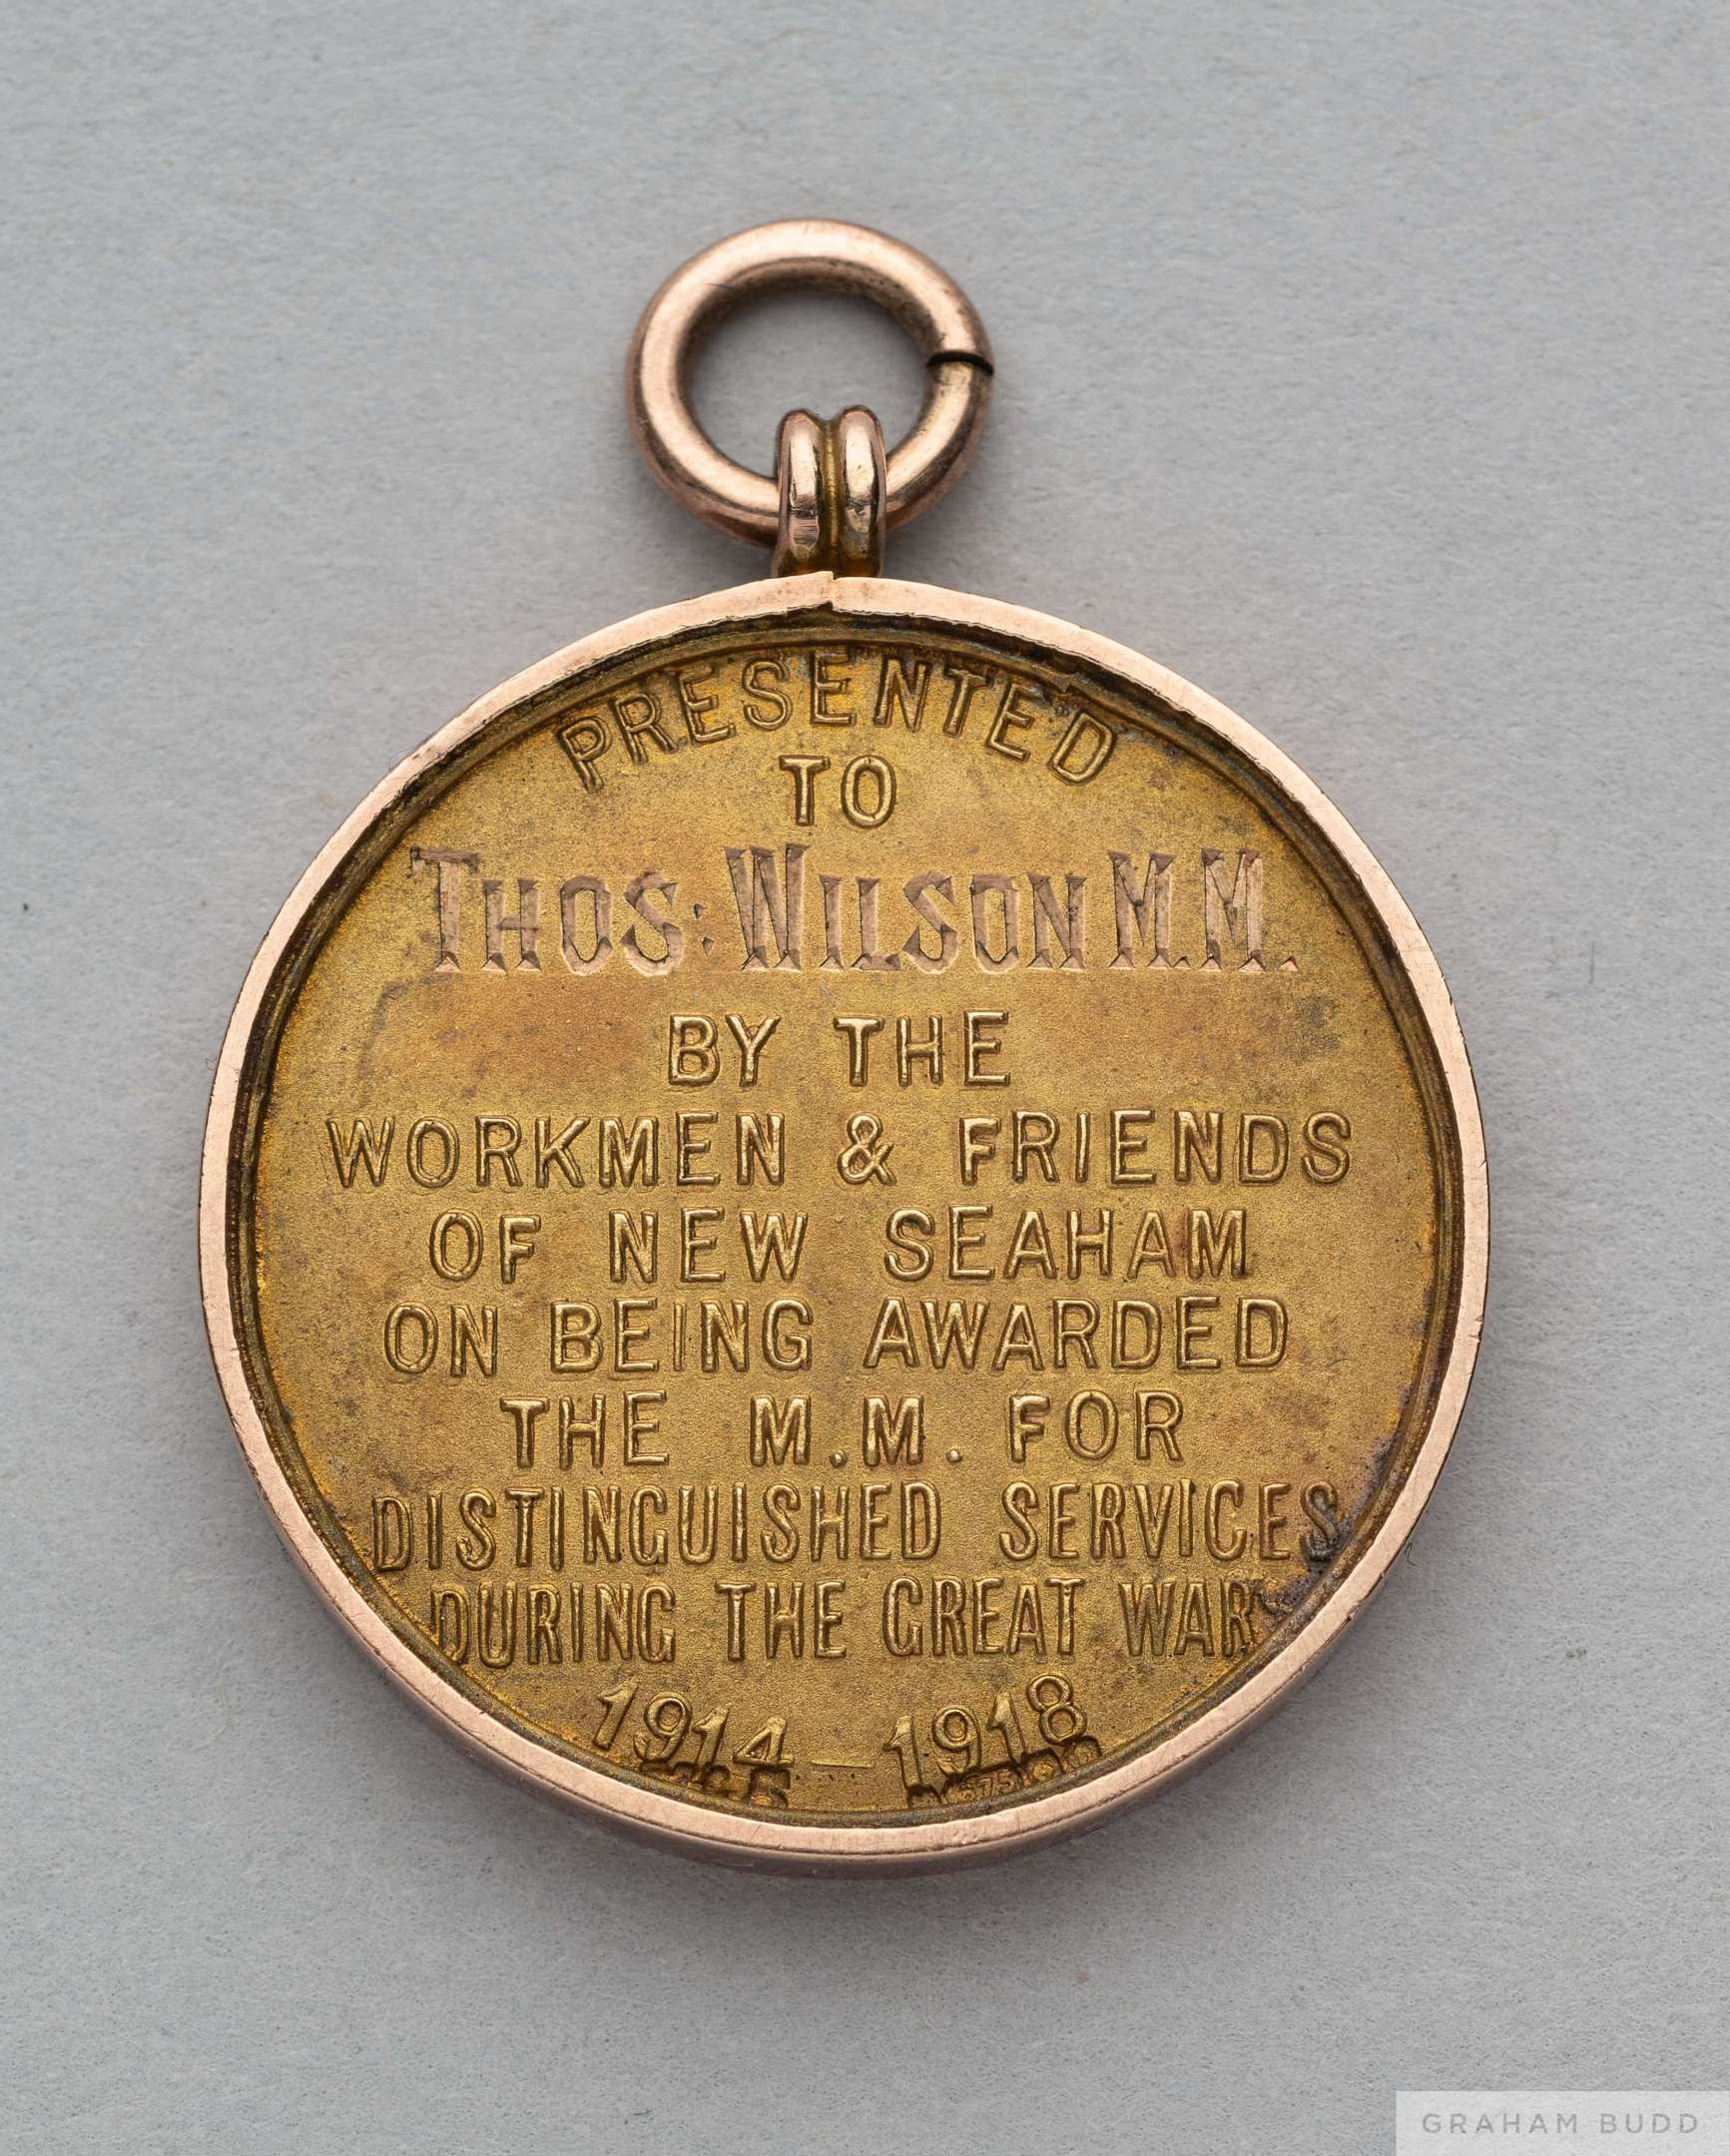 PRESENTED
TO
THOS: WILSON M.M.
BY THE
WORKMEN & FRIENDS
OF NEW SEAHAM
ON BEING AWARDED
THE M.M. FOR
DISTINGUISHED SERVICES
DURING THE GREAT WAR
1914 — 1918
GRAHAM BUDD